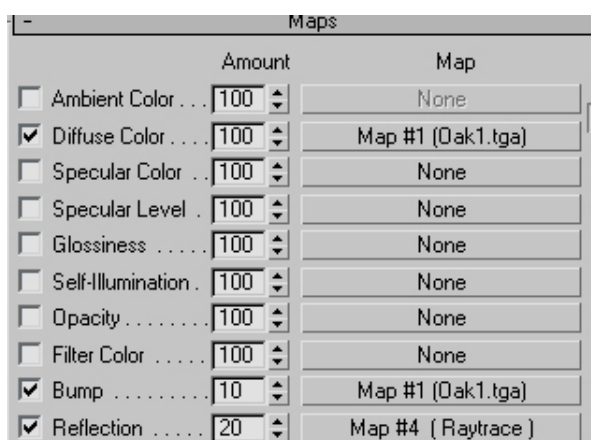 - Maps
Amount Map
Ambient Color . . . 100 None
Diffuse Color . . . . 100 Map #1 (Oak1.tga)
Specular Color . . 100 None
Specular Level . 100 None
Glossiness . . . . . 100 None
Self-Illumination . 100 None
Opacity . . . . . . . . 100 None
Filter Color . . . . . 100 None
Bump . . . . . . . . . 10 Map #1 (Oak1.tga)
Reflection . . . . . 20 Map #4 ( Raytrace )